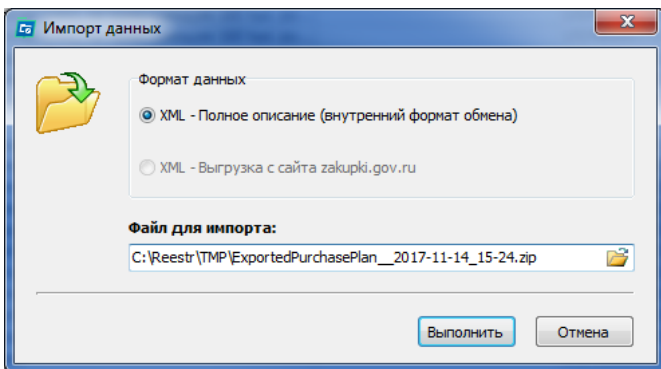 Импорт данных
Формат данных
XML - Полное описание (внутренний формат обмена)
XML - Выгрузка с сайта zakupki.gov.ru
Файл для импорта:
C:\Reestr\TMP\ExportedPurchasePlan__2017-11-14_15-24.zip
Выполнить Отмена